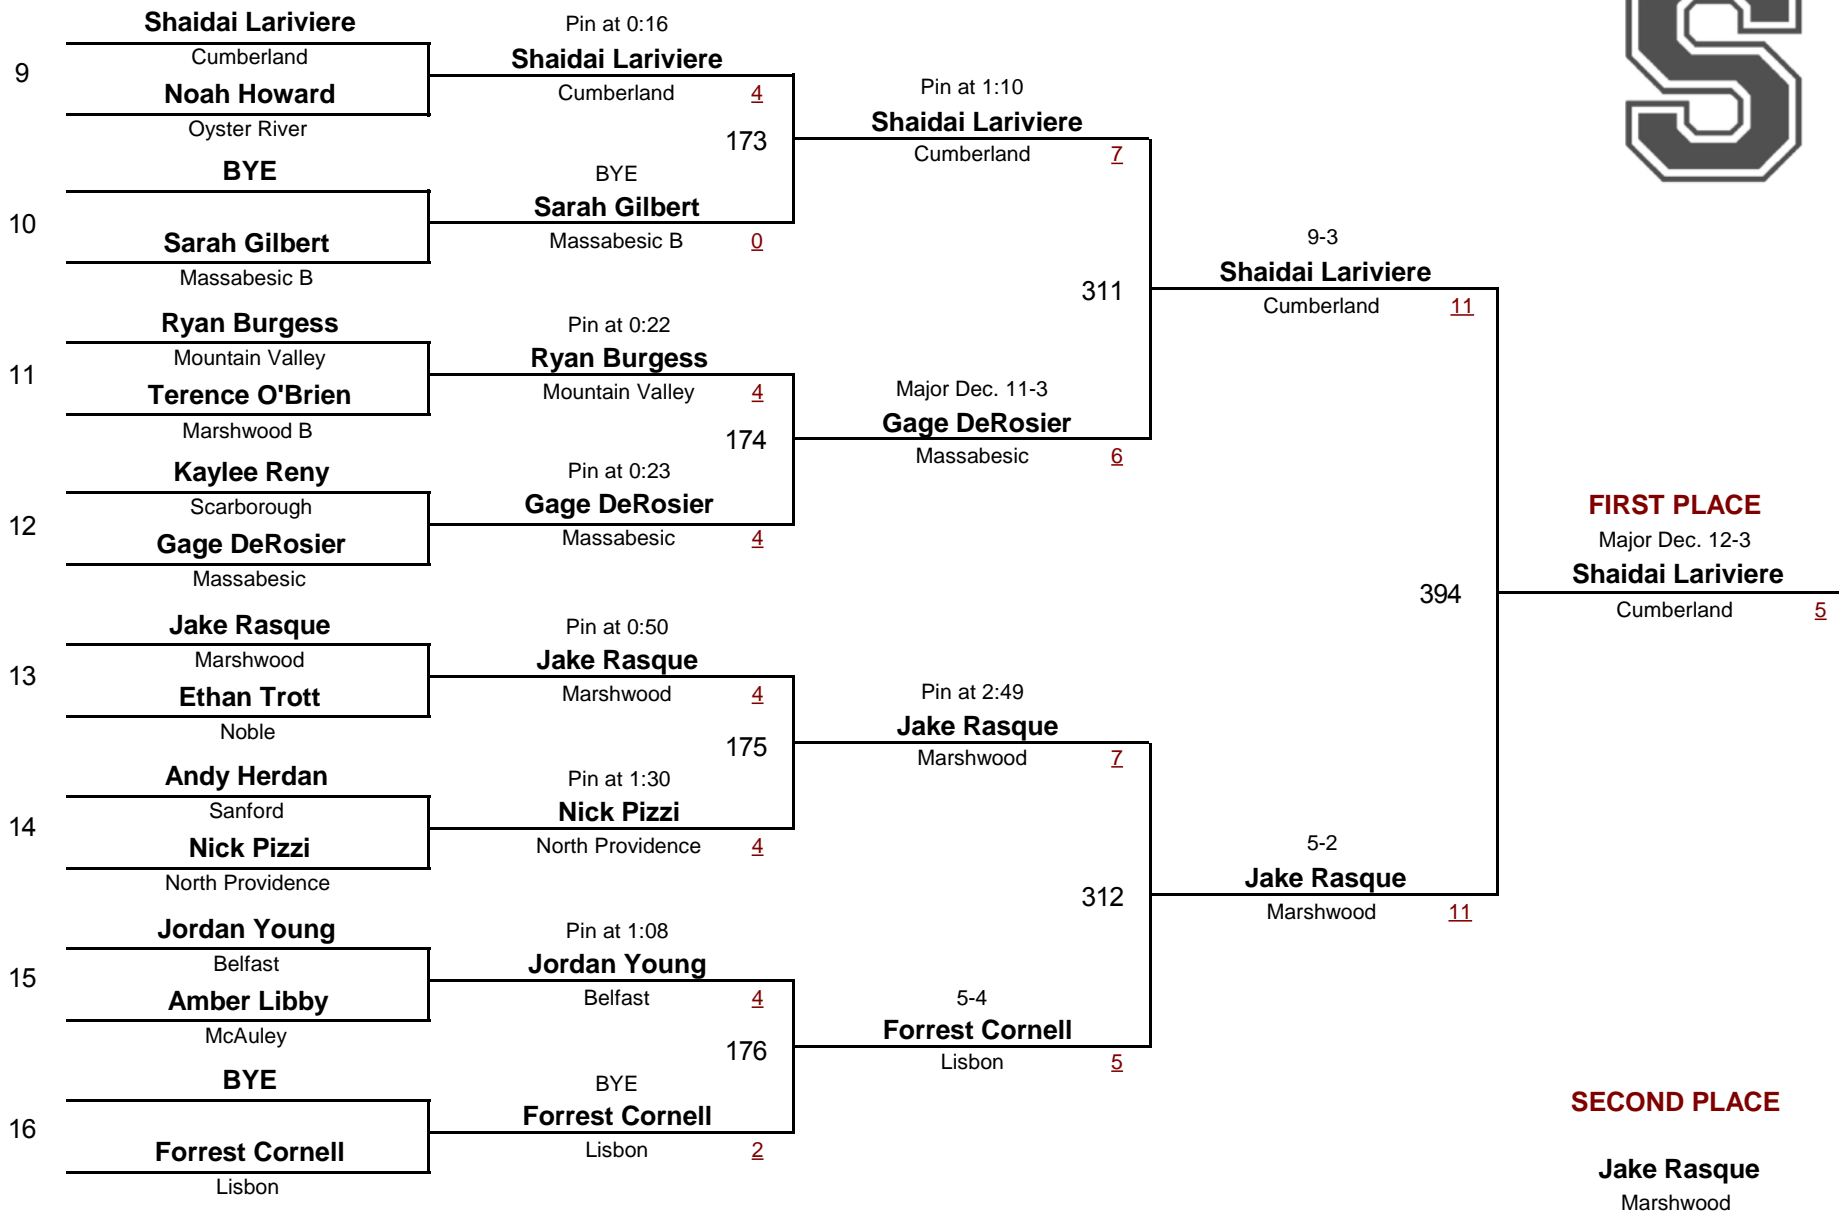 Shaidai Lariviere
Cumberland
9
Noah Howard
Oyster River
BYE
10
Sarah Gilbert
Massabesic B
Ryan Burgess
Mountain Valley
11
Terence O'Brien
Marshwood B
Kaylee Reny
Scarborough
12
Gage DeRosier
Massabesic
Jake Rasque
Marshwood
13
Ethan Trott
Noble
Andy Herdan
Sanford
14
Nick Pizzi
North Providence
Jordan Young
Belfast
15
Amber Libby
McAuley
BYE
16
Forrest Cornell
Lisbon
Pin at 0:16
Shaidai Lariviere
Cumberland 4
173
BYE
Sarah Gilbert
Massabesic B 0
Pin at 0:22
Ryan Burgess
Mountain Valley 4
174
Pin at 0:23
Gage DeRosier
Massabesic 4
Pin at 0:50
Jake Rasque
Marshwood 4
175
Pin at 1:30
Nick Pizzi
North Providence 4
Pin at 1:08
Jordan Young
Belfast 4
176
BYE
Forrest Cornell
Lisbon 2
Pin at 1:10
Shaidai Lariviere
Cumberland 7
311
Major Dec. 11-3
Gage DeRosier
Massabesic 6
Pin at 2:49
Jake Rasque
Marshwood 7
312
5-4
Forrest Cornell
Lisbon 5
9-3
Shaidai Lariviere
Cumberland 11
394
5-2
Jake Rasque
Marshwood 11
S
FIRST PLACE
Major Dec. 12-3
Shaidai Lariviere
Cumberland 5
SECOND PLACE
Jake Rasque
Marshwood